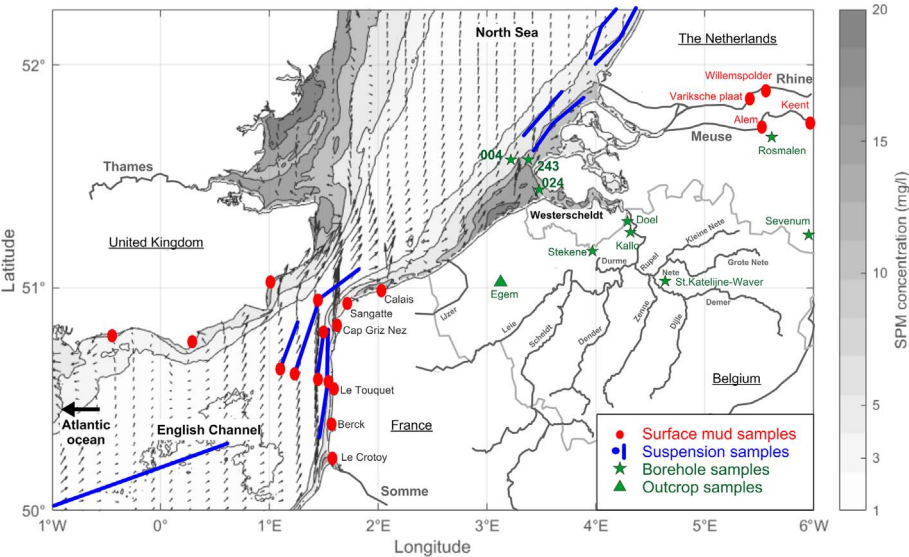 North Sea
The Netherlands
52°
Willemspolder
Rhine
Variksche plaat
Keent
Alem
Meuse
Rosmalen
004
243
024
Thames
Westerscheldt
Doel
Kallo
Sevenum
United Kingdom
Stekene
Durme
Rupel
Kleine Nete
Grote Nete
Nete
St.Katelijne-Waver
Demer
51°
Calais
Sangatte
Cap Griz Nez
Egem
IJzer
Leie
Scheldt
Dender
Zenne
Dijle
Le Touquet
Belgium
Atlantic
ocean
English Channel
Berck
France
Le Crotoy
Somme
Surface mud samples
Suspension samples
Borehole samples
Outcrop samples
50°
1°W
0°
1°E
2°E
3°E
4°E
5°E
6°W
Longitude
Latitude
20
15
10
5
3
1
SPM concentration (mg/l)